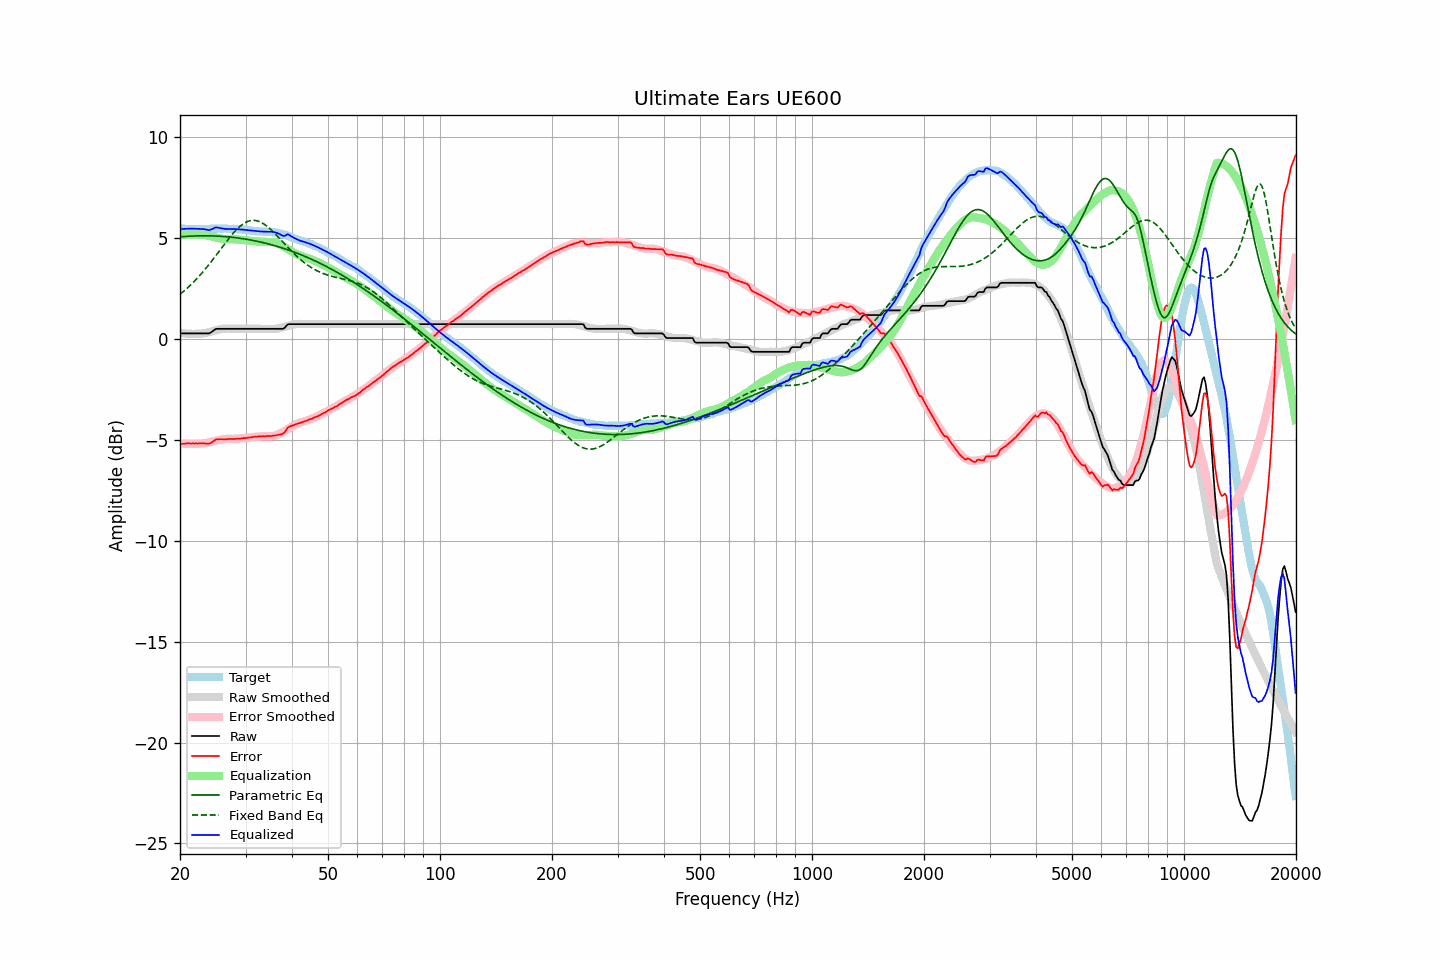 Ultimate Ears UE600
Amplitude (dBr)
10
5
0
−5
−10
−15
−20
−25
Target
Raw Smoothed
Error Smoothed
Raw
Error
Equalization
Parametric Eq
Fixed Band Eq
Equalized
20 50 100 200 500 1000 2000 5000 10000 20000
Frequency (Hz)